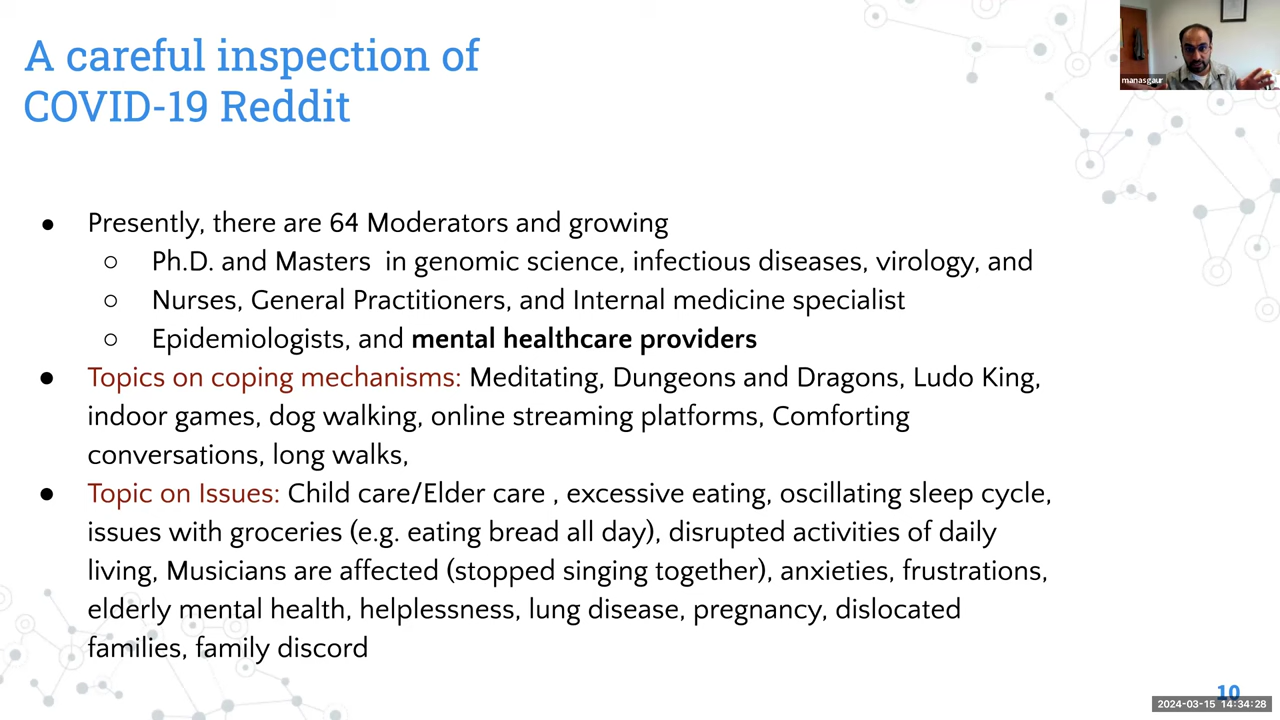 A careful inspection of
COVID-19 Reddit
manasgaur
● Presently, there are 64 Moderators and growing
○ Ph.D. and Masters in genomic science, infectious diseases, virology, and
○ Nurses, General Practitioners, and Internal medicine specialist
○ Epidemiologists, and mental healthcare providers
● Topics on coping mechanisms: Meditating, Dungeons and Dragons, Ludo King,
indoor games, dog walking, online streaming platforms, Comforting
conversations, long walks,
● Topic on Issues: Child care/Elder care , excessive eating, oscillating sleep cycle,
issues with groceries (e.g. eating bread all day), disrupted activities of daily
living, Musicians are affected (stopped singing together), anxieties, frustrations,
elderly mental health, helplessness, lung disease, pregnancy, dislocated
families, family discord
10
2024-03-15 14:34:28